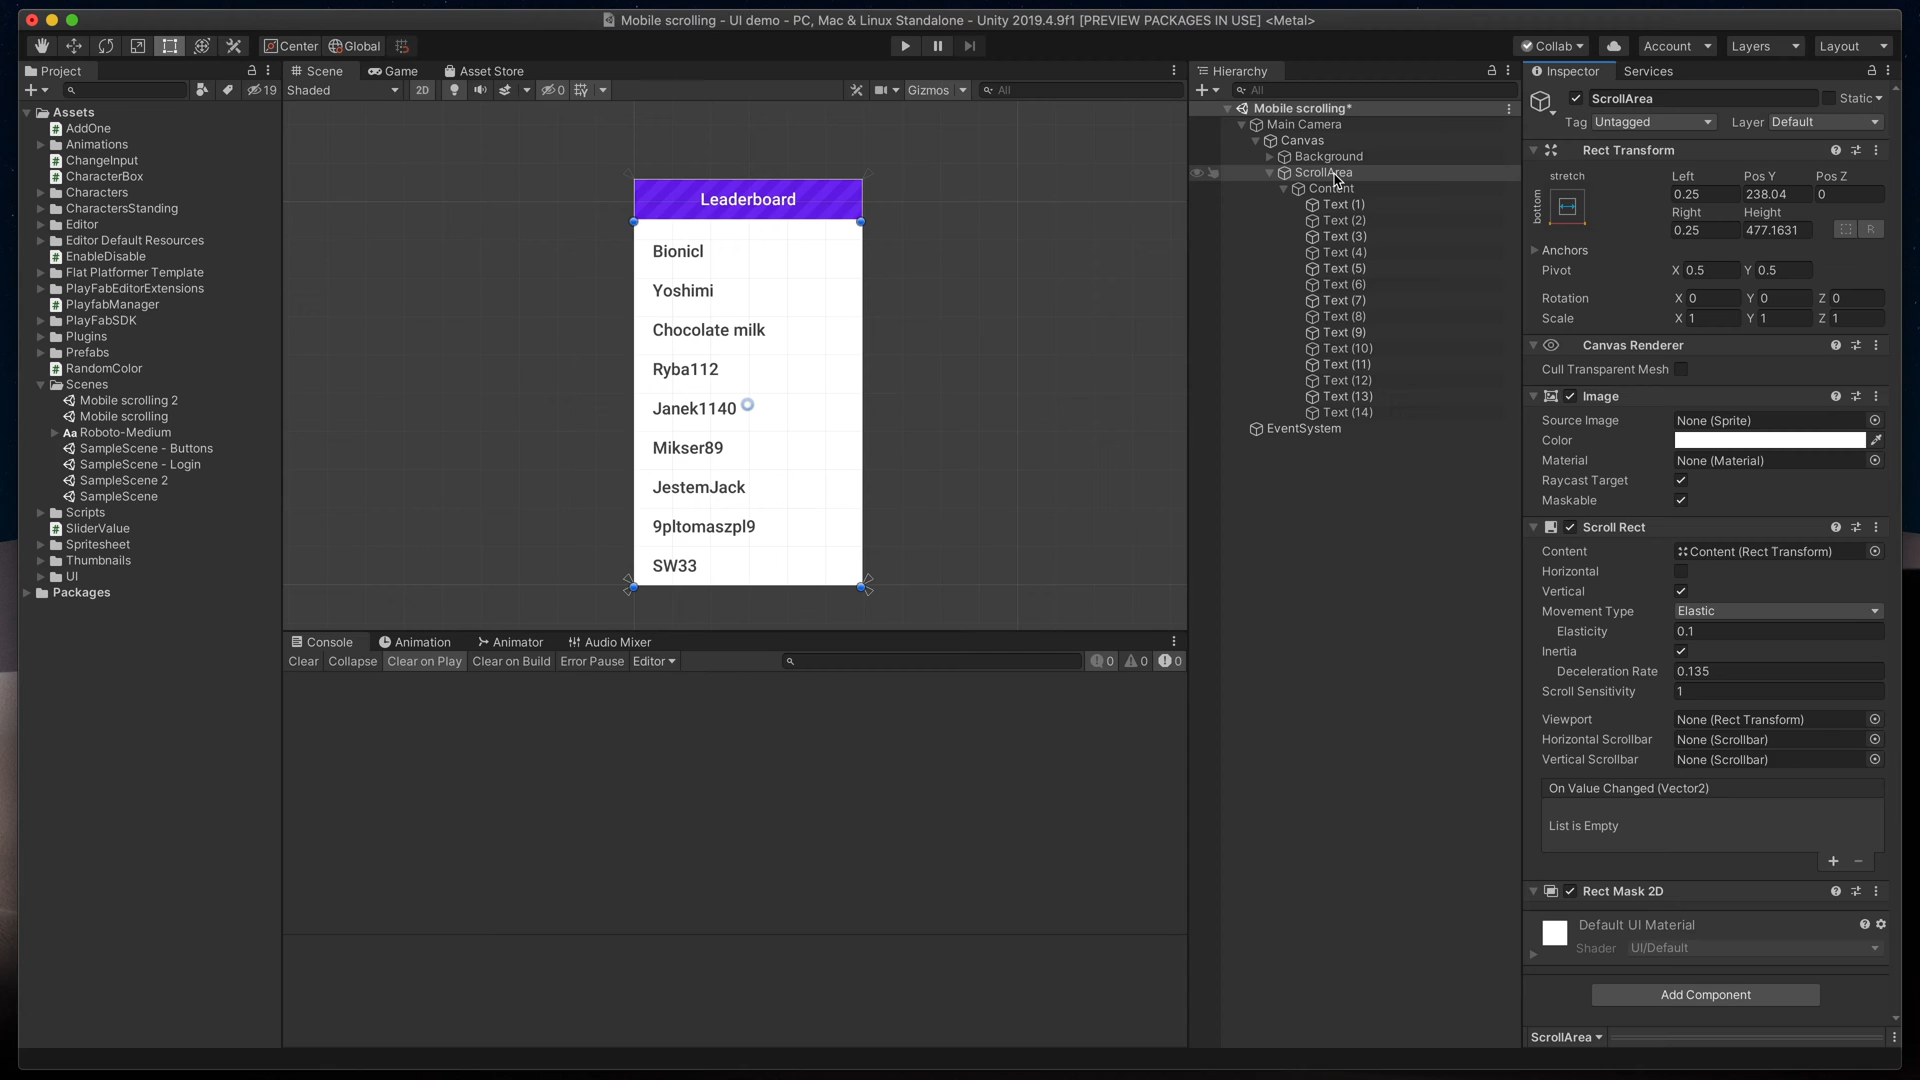 Mobile scrolling - UI demo - PC, Mac & Linux Standalone - Unity 2019.4.9f1 [PREVIEW PACKAGES IN USE] <Metal>
Center Global Collab Account Layers Layout
Project
19
Assets
AddOne
Animations
ChangeInput
CharacterBox
Characters
CharactersStanding
Editor
Editor Default Resources
EnableDisable
Flat Platformer Template
PlayFabEditorExtensions
PlayfabManager
PlayFabSDK
Plugins
Prefabs
RandomColor
Scenes
Mobile scrolling 2
Mobile scrolling
Aa Roboto-Medium
SampleScene - Buttons
SampleScene - Login
SampleScene 2
SampleScene
Scripts
SliderValue
Spritesheet
Thumbnails
UI
Packages
Scene Game Asset Store
Shaded 2D 0 Gizmos All
Leaderboard
Bionicl
Yoshimi
Chocolate milk
Ryba112
Janek1140
Mikser89
JestemJack
9pltomaszpl9
SW33
Console Animation Animator Audio Mixer
Clear Collapse Clear on Play Clear on Build Error Pause Editor 0 0 0
Hierarchy
All
Mobile scrolling*
Main Camera
Canvas
Background
ScrollArea
Content
Text (1)
Text (2)
Text (3)
Text (4)
Text (5)
Text (6)
Text (7)
Text (8)
Text (9)
Text (10)
Text (11)
Text (12)
Text (13)
Text (14)
EventSystem
Inspector Services
ScrollArea Static
Tag Untagged Layer Default
Rect Transform
stretch Left Pos Y Pos Z
bottom 0.25 238.04 0
Right Height
0.25 477.1631 R
Anchors
Pivot X 0.5 Y 0.5
Rotation X 0 Y 0 Z 0
Scale X 1 Y 1 Z 1
Canvas Renderer
Cull Transparent Mesh
Image
Source Image None (Sprite)
Color
Material None (Material)
Raycast Target
Maskable
Scroll Rect
Content Content (Rect Transform)
Horizontal
Vertical
Movement Type Elastic
Elasticity 0.1
Inertia
Deceleration Rate 0.135
Scroll Sensitivity 1
Viewport None (Rect Transform)
Horizontal Scrollbar None (Scrollbar)
Vertical Scrollbar None (Scrollbar)
On Value Changed (Vector2)
List is Empty
Rect Mask 2D
Default UI Material
Shader UI/Default
Add Component
ScrollArea